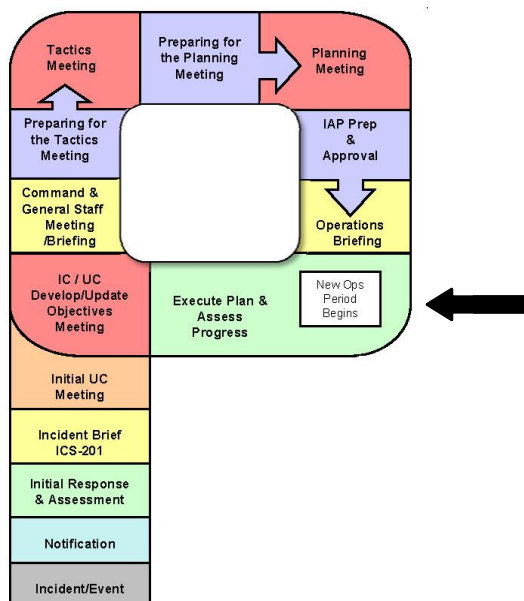 Tactics
Meeting
Preparing for
the Planning
Meeting
Planning
Meeting
Preparing for
the Tactics
Meeting
IAP Prep
&
Approval
Command &
General Staff
Meeting
/Briefing
Operations
Briefing
IC / UC
Develop/Update
Objectives
Meeting
Execute Plan &
Assess
Progress
New Ops
Period
Begins
Initial UC
Meeting
Incident Brief
ICS-201
Initial Response
& Assessment
Notification
Incident/Event